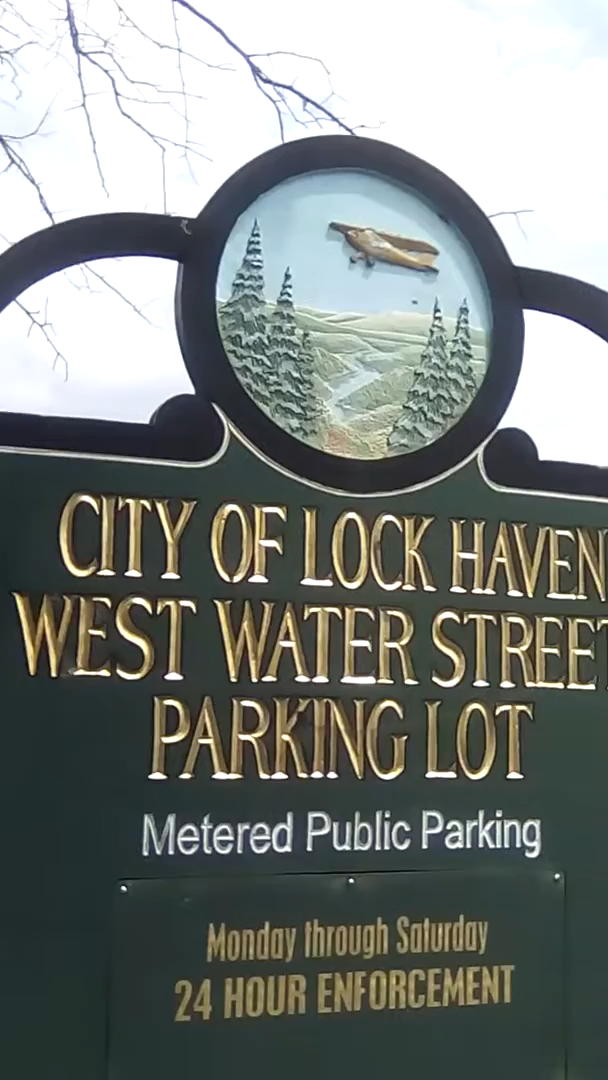 CITY OF LOCK HAVEN
WEST WATER STREET
PARKING LOT
Metered Public Parking
Monday through Saturday
24 HOUR ENFORCEMENT